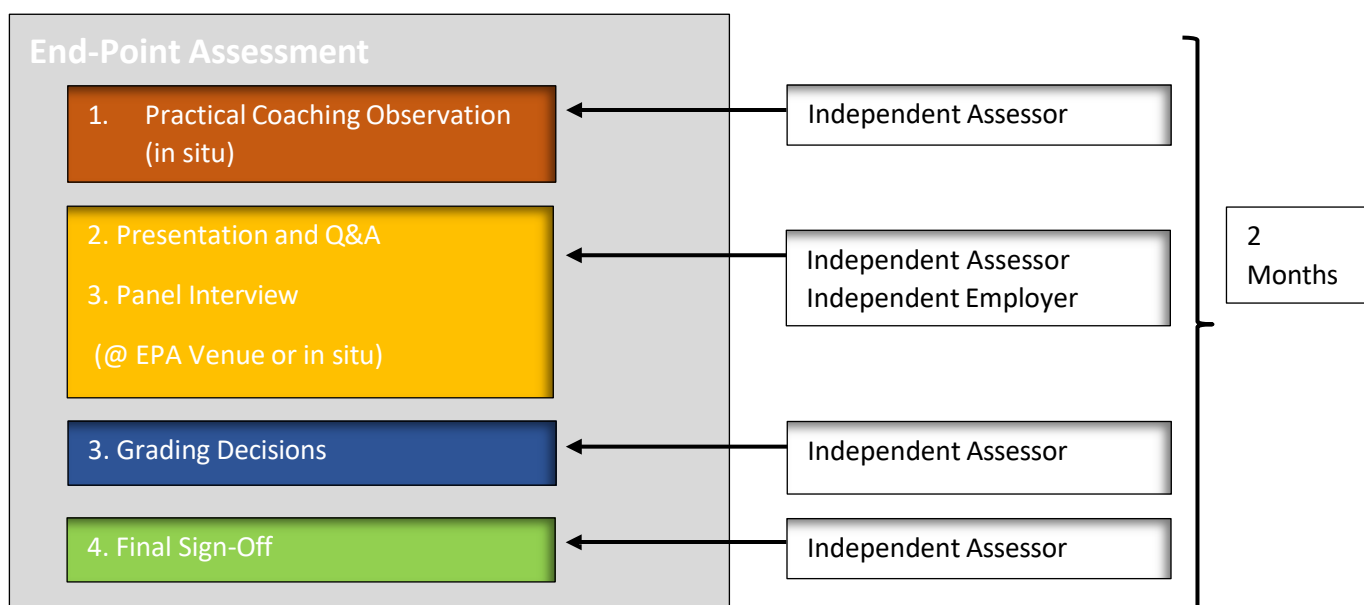 End-Point Assessment
1. Practical Coaching Observation
(in situ)
Independent Assessor
2. Presentation and Q&A
3. Panel Interview
(@ EPA Venue or in situ)
Independent Assessor
Independent Employer
2
Months
3. Grading Decisions
Independent Assessor
4. Final Sign-Off
Independent Assessor